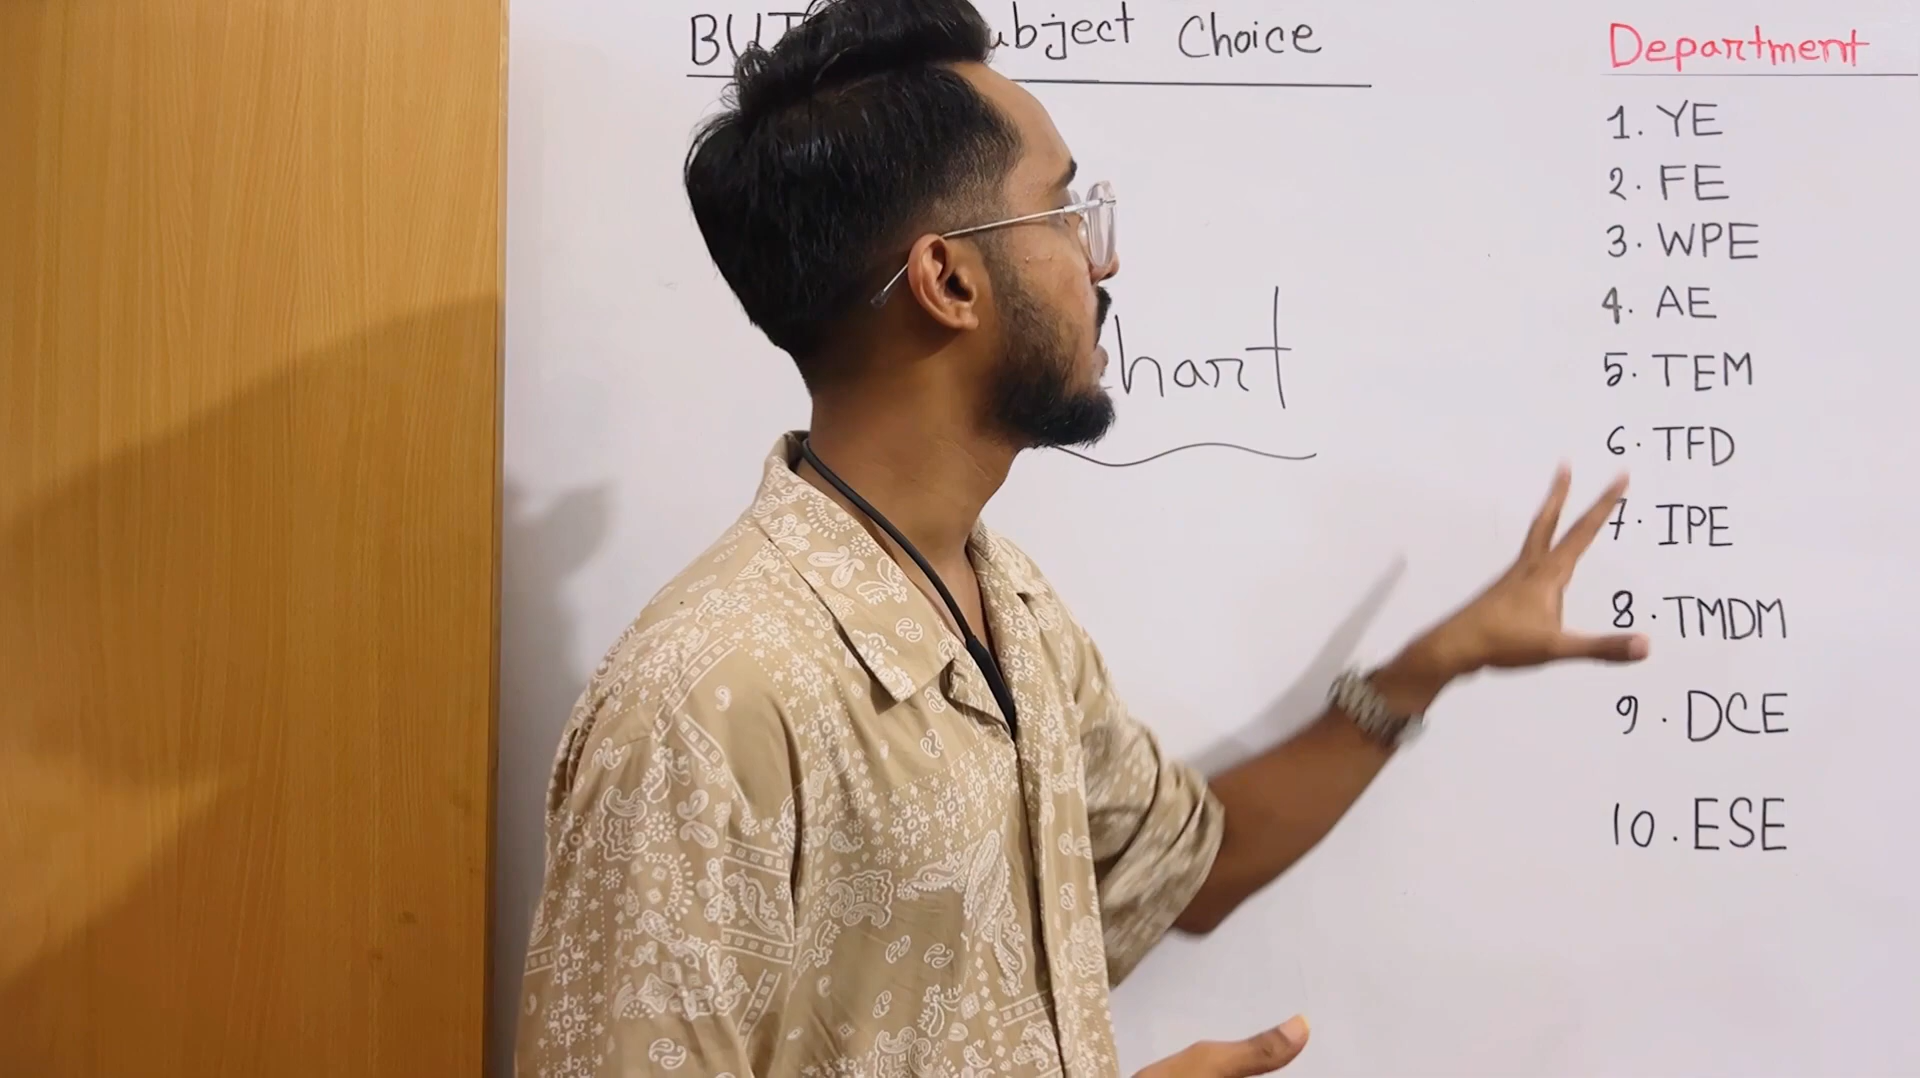 Subject Choice
Department
1. YE
2. FE
3. WPE
4. AE
5. TEM
6. TFD
7. IPE
8. TMDM
9. DCE
10. ESE